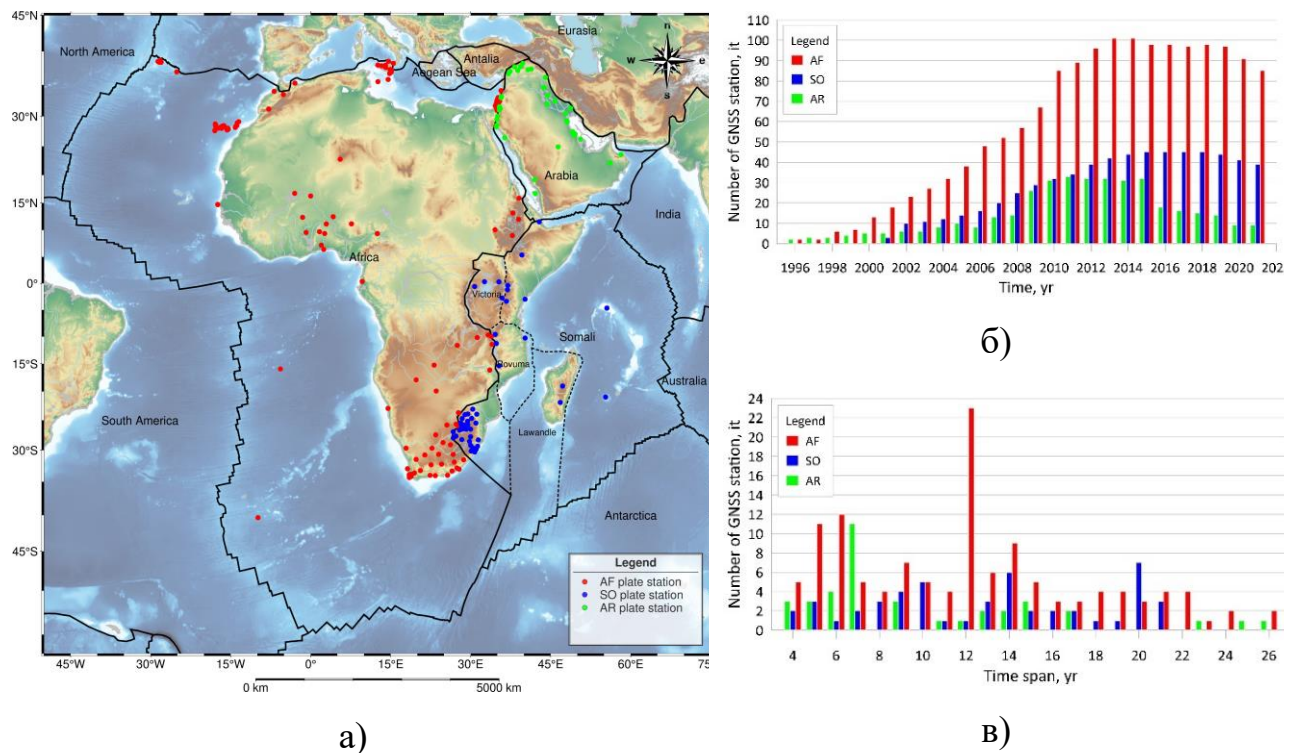 45°N
30°N
15°N
0°
15°S
30°S
45°S
North America
Eurasia
Antalia
Aegean Sea
n
w
e
s
Arabia
India
Africa
Victoria
Somali
Rovuma
Australia
South America
Lawandle
Antarctica
Legend
AF plate station
SO plate station
AR plate station
45°W
30°W
15°W
0°
15°E
30°E
45°E
60°E
75°
0 km
5000 km
а)
Number of GNSS station, it
110
100
90
80
70
60
50
40
30
20
10
0
Legend
AF
SO
AR
1996 1998 2000 2002 2004 2006 2008 2010 2012 2014 2016 2018 2020 202
Time, yr
б)
Number of GNSS station, it
24
22
20
18
16
14
12
10
8
6
4
2
0
Legend
AF
SO
AR
4 6 8 10 12 14 16 18 20 22 24 26
Time span, yr
в)